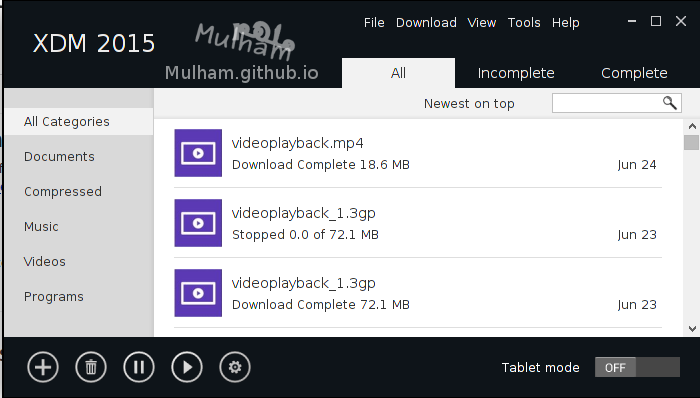 File Download View Tools Help
XDM 2015
Mulham
Mulham.github.io
All Incomplete Complete
Newest on top
All Categories
Documents
Compressed
Music
Videos
Programs
videoplayback.mp4
Download Complete 18.6 MB Jun 24
videoplayback_1.3gp
Stopped 0.0 of 72.1 MB Jun 23
videoplayback_1.3gp
Download Complete 72.1 MB Jun 23
Tablet mode OFF